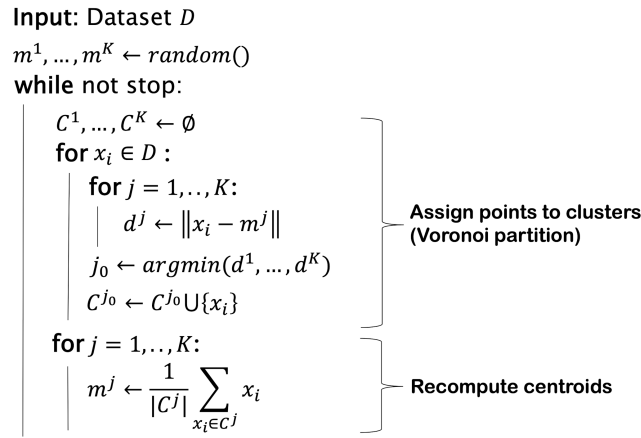 Input: Dataset D
m¹, …, mᴷ ← random()
while not stop:
C¹, …, Cᴷ ← ∅
for xᵢ ∈ D :
for j = 1,.., K:
dʲ ← ‖xᵢ − mʲ‖
j₀ ← argmin(d¹, …, dᴷ)
Cʲ⁰ ← Cʲ⁰ ⋃{xᵢ}
Assign points to clusters
(Voronoi partition)
for j = 1,.., K:
mʲ ← 1/|Cʲ| ∑_{xᵢ∈Cʲ} xᵢ
Recompute centroids